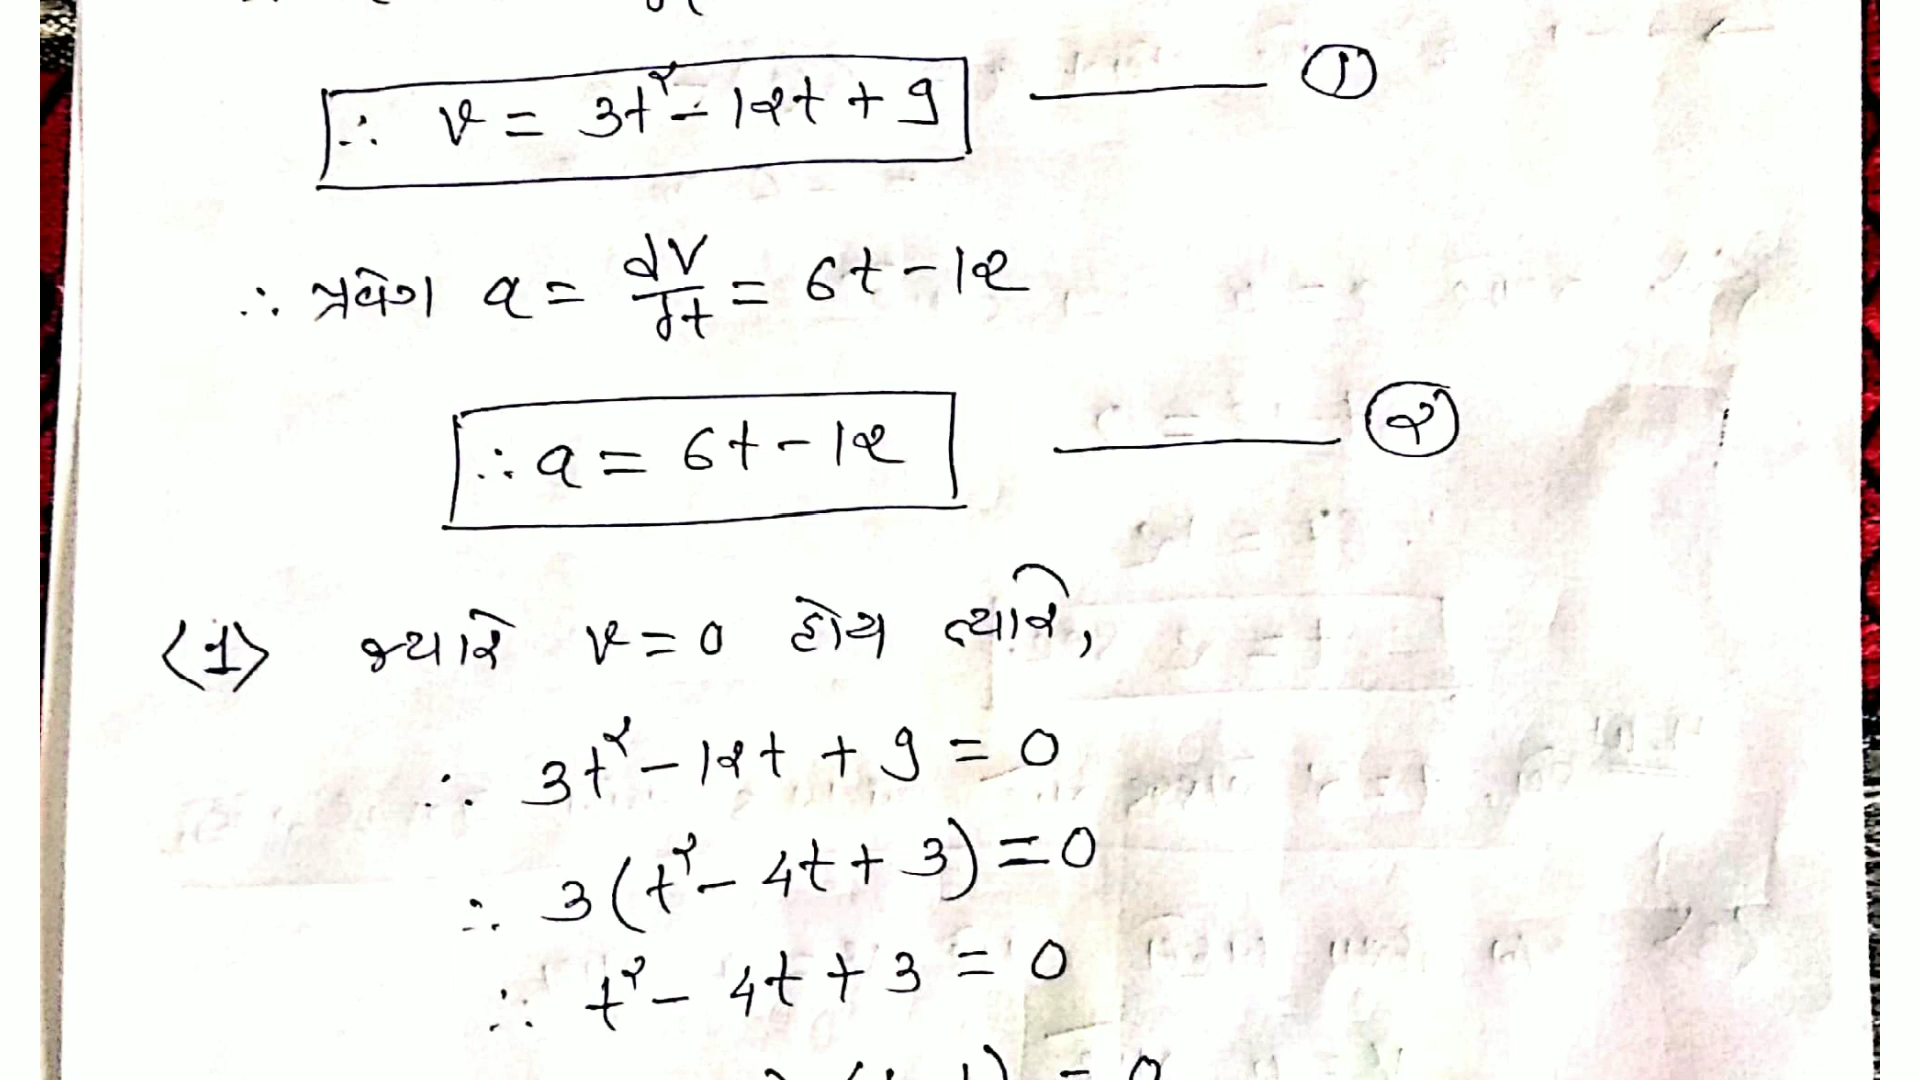 ∴ v = 3t² - 12t + 9 ——— ①
∴ પ્રવેગ a = dv/dt = 6t - 12
∴ a = 6t - 12 ——— ②
<1> જ્યારે v = 0 હોય ત્યારે,
∴ 3t² - 12t + 9 = 0
∴ 3(t² - 4t + 3) = 0
∴ t² - 4t + 3 = 0